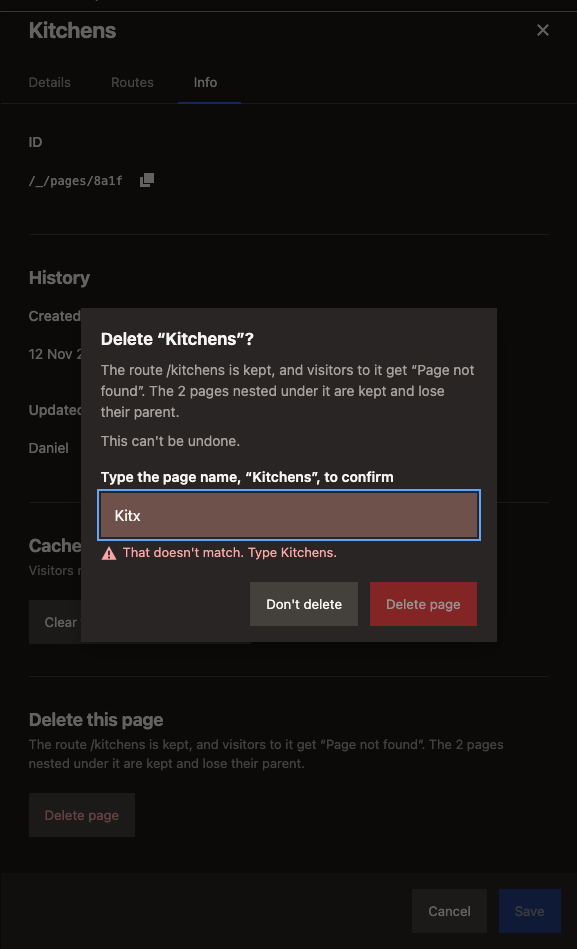 Kitchens
Details Routes Info
ID
/_/pages/8a1f
History
Created
12 Nov 2
Delete “Kitchens”?
The route /kitchens is kept, and visitors to it get “Page not
found”. The 2 pages nested under it are kept and lose
their parent.
This can't be undone.
Updated
Daniel
Type the page name, “Kitchens”, to confirm
Kitx
That doesn't match. Type Kitchens.
Cache
Visitors
Clear
Don't delete Delete page
Delete this page
The route /kitchens is kept, and visitors to it get “Page not found”. The 2 pages
nested under it are kept and lose their parent.
Delete page
Cancel Save